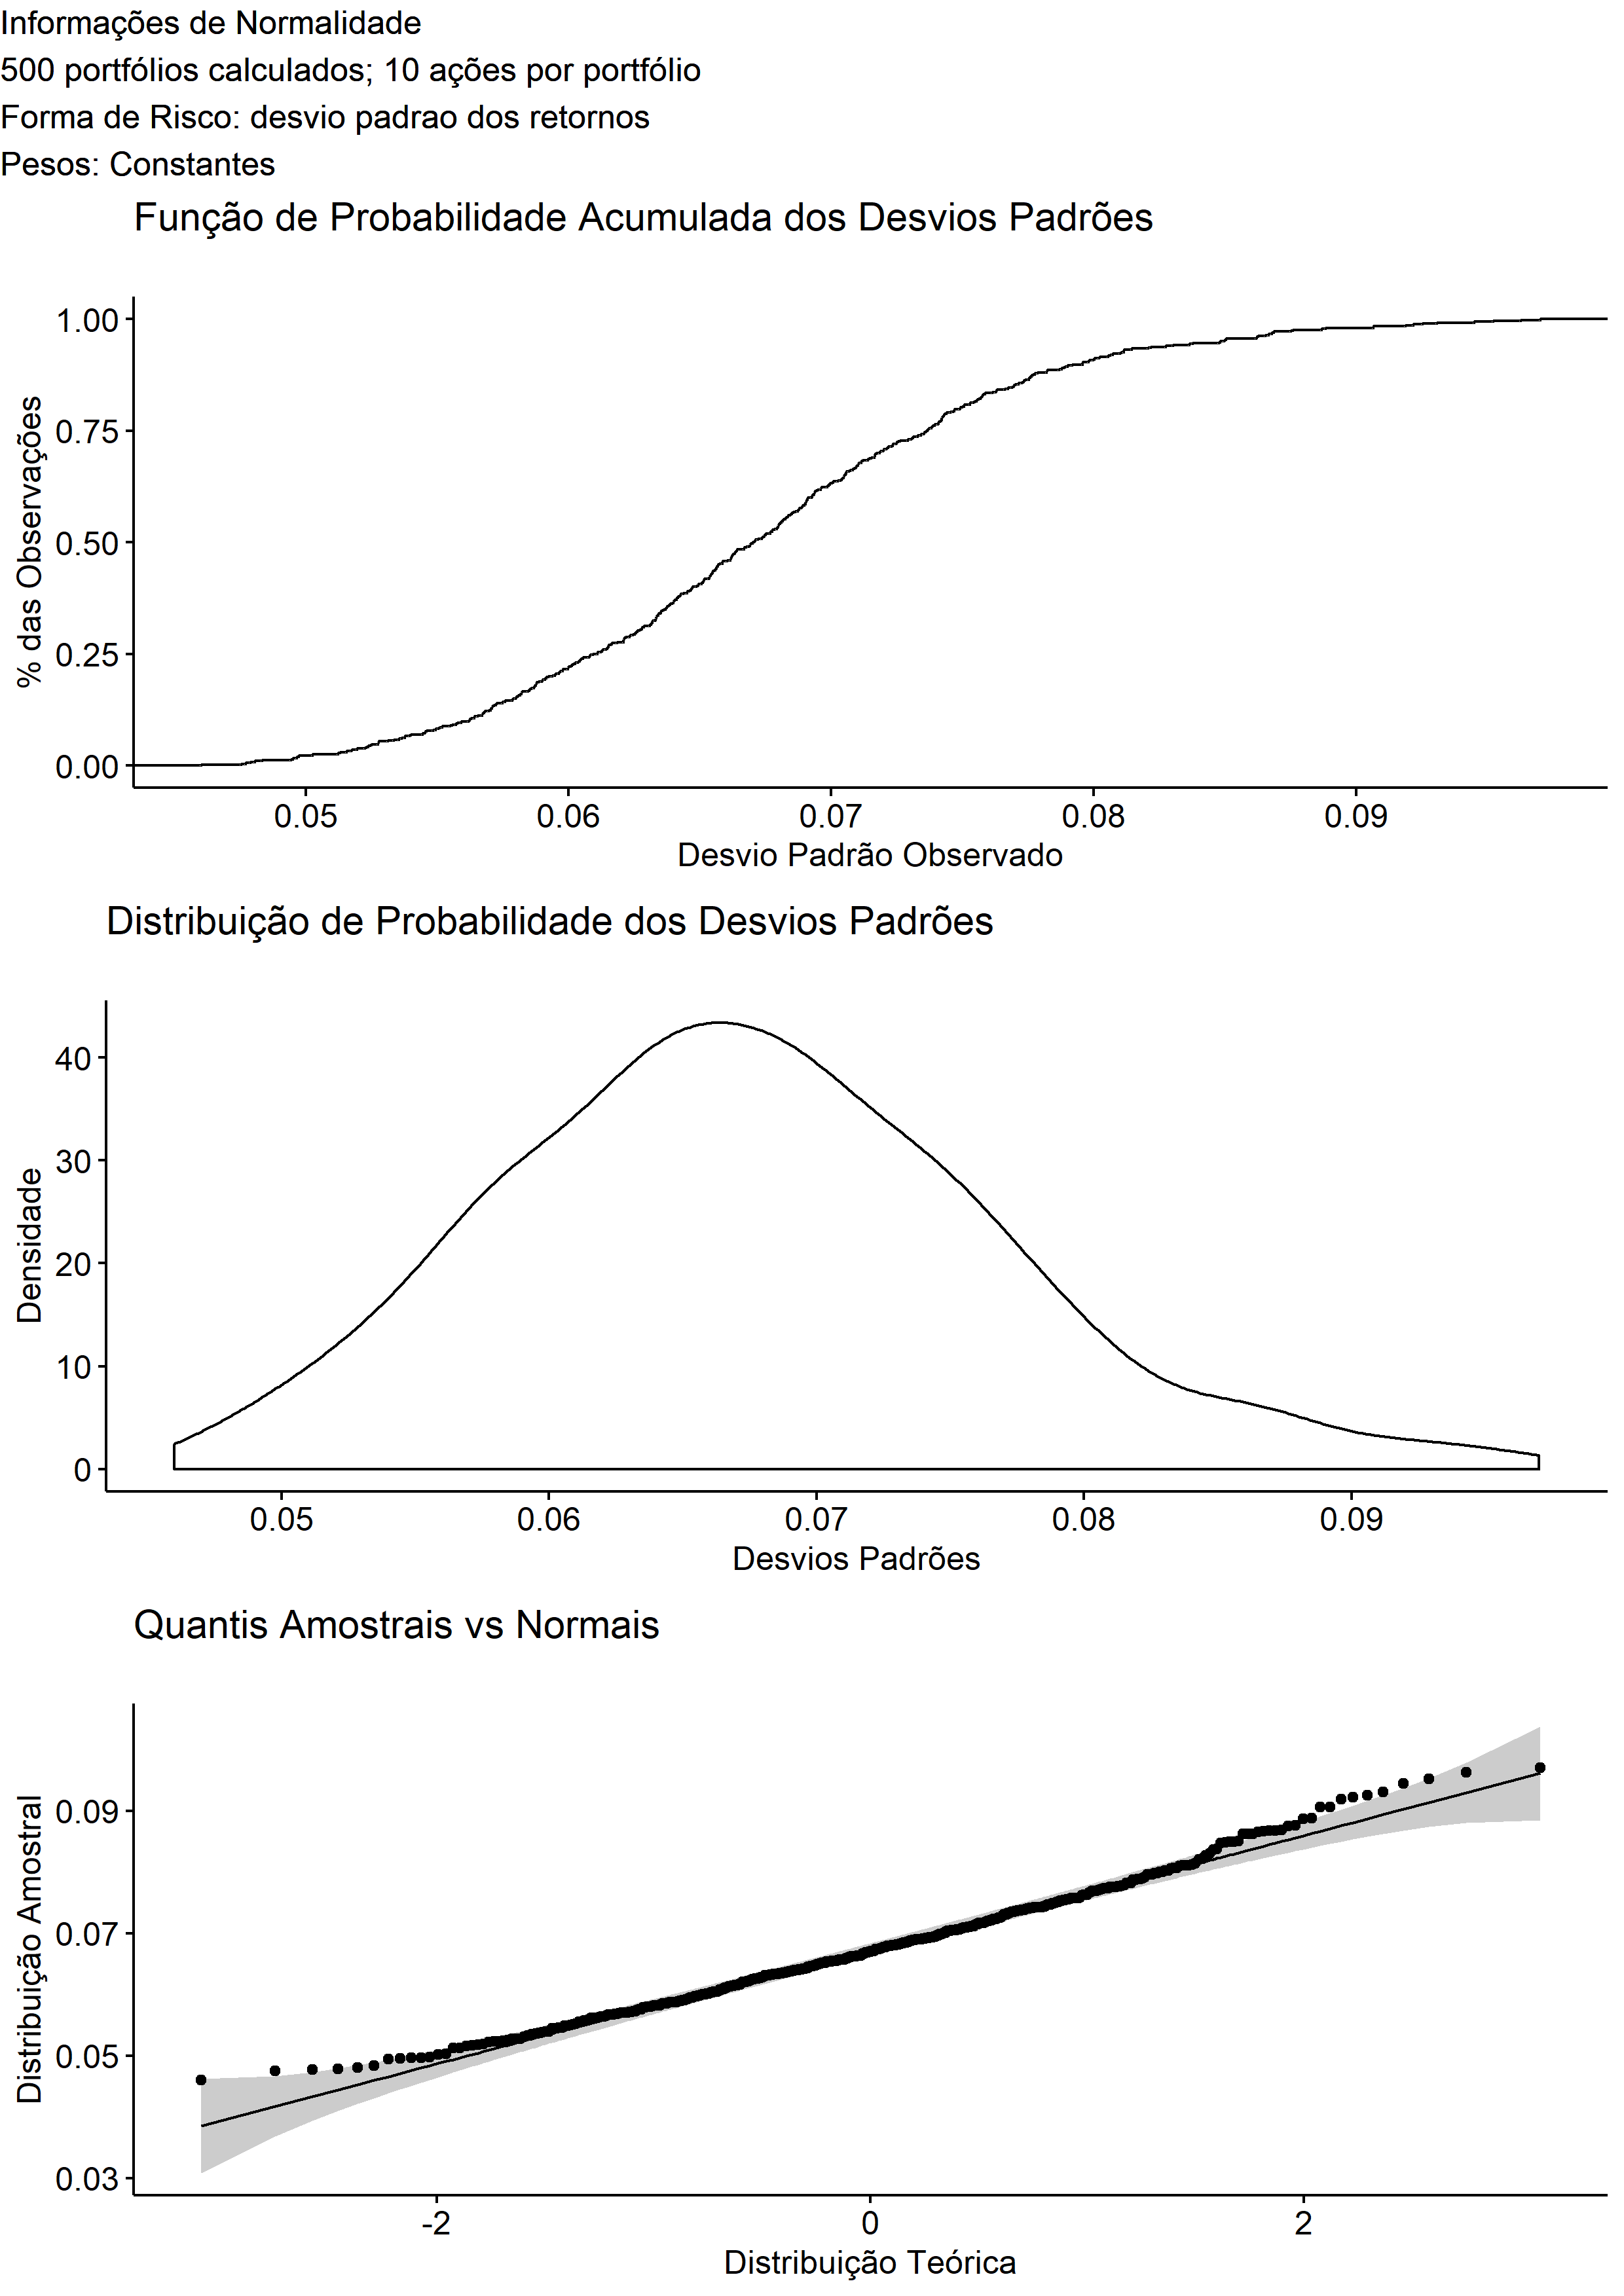 Informações de Normalidade
500 portfólios calculados; 10 ações por portfólio
Forma de Risco: desvio padrao dos retornos
Pesos: Constantes
Função de Probabilidade Acumulada dos Desvios Padrões
% das Observações
1.00
0.75
0.50
0.25
0.00
0.05 0.06 0.07 0.08 0.09
Desvio Padrão Observado
Distribuição de Probabilidade dos Desvios Padrões
Densidade
40
30
20
10
0
0.05 0.06 0.07 0.08 0.09
Desvios Padrões
Quantis Amostrais vs Normais
Distribuição Amostral
0.09
0.07
0.05
0.03
-2 0 2
Distribuição Teórica